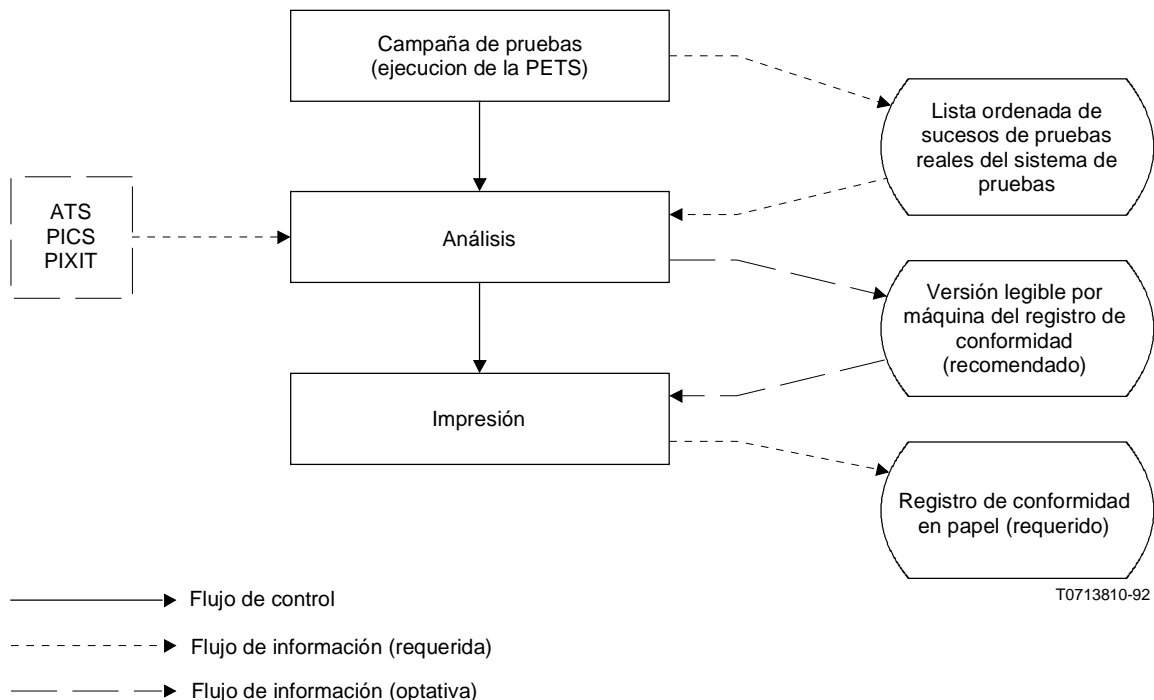 Campaña de pruebas
(ejecucion de la PETS)
Lista ordenada de
sucesos de pruebas
reales del sistema de
pruebas
ATS
PICS
PIXIT
Análisis
Versión legible por
máquina del registro de
conformidad
(recomendado)
Impresión
Registro de conformidad
en papel (requerido)
T0713810-92
Flujo de control
Flujo de información (requerida)
Flujo de información (optativa)